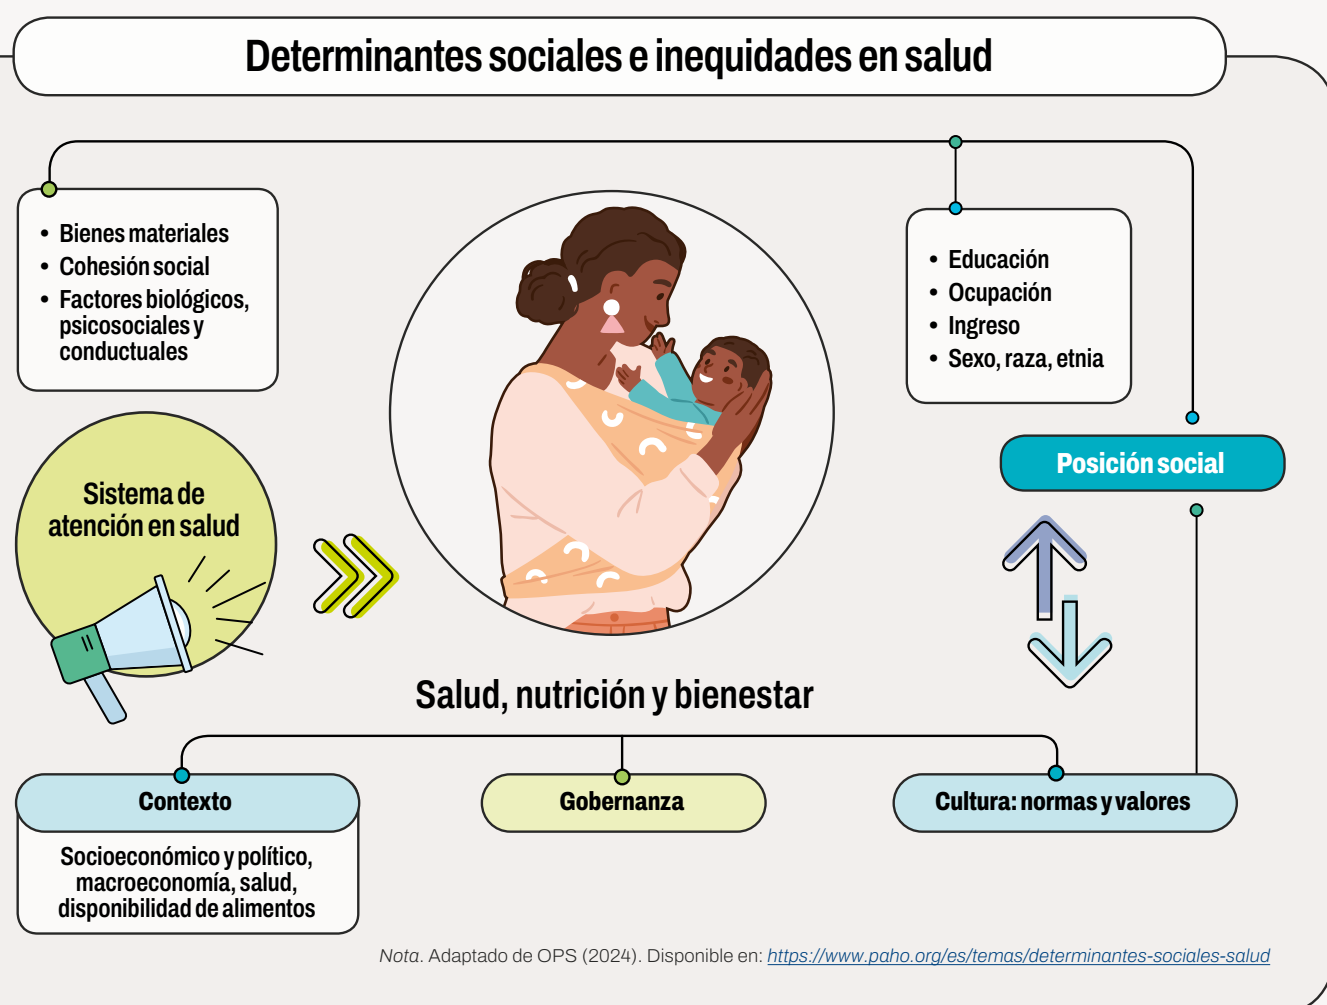 Determinantes sociales e inequidades en salud
• Bienes materiales
• Cohesión social
• Factores biológicos,
psicosociales y
conductuales
• Educación
• Ocupación
• Ingreso
• Sexo, raza, etnia
Posición social
Sistema de
atención en salud
Salud, nutrición y bienestar
Contexto
Socioeconómico y político,
macroeconomía, salud,
disponibilidad de alimentos
Gobernanza
Cultura: normas y valores
Nota. Adaptado de OPS (2024). Disponible en: https://www.paho.org/es/temas/determinantes-sociales-salud